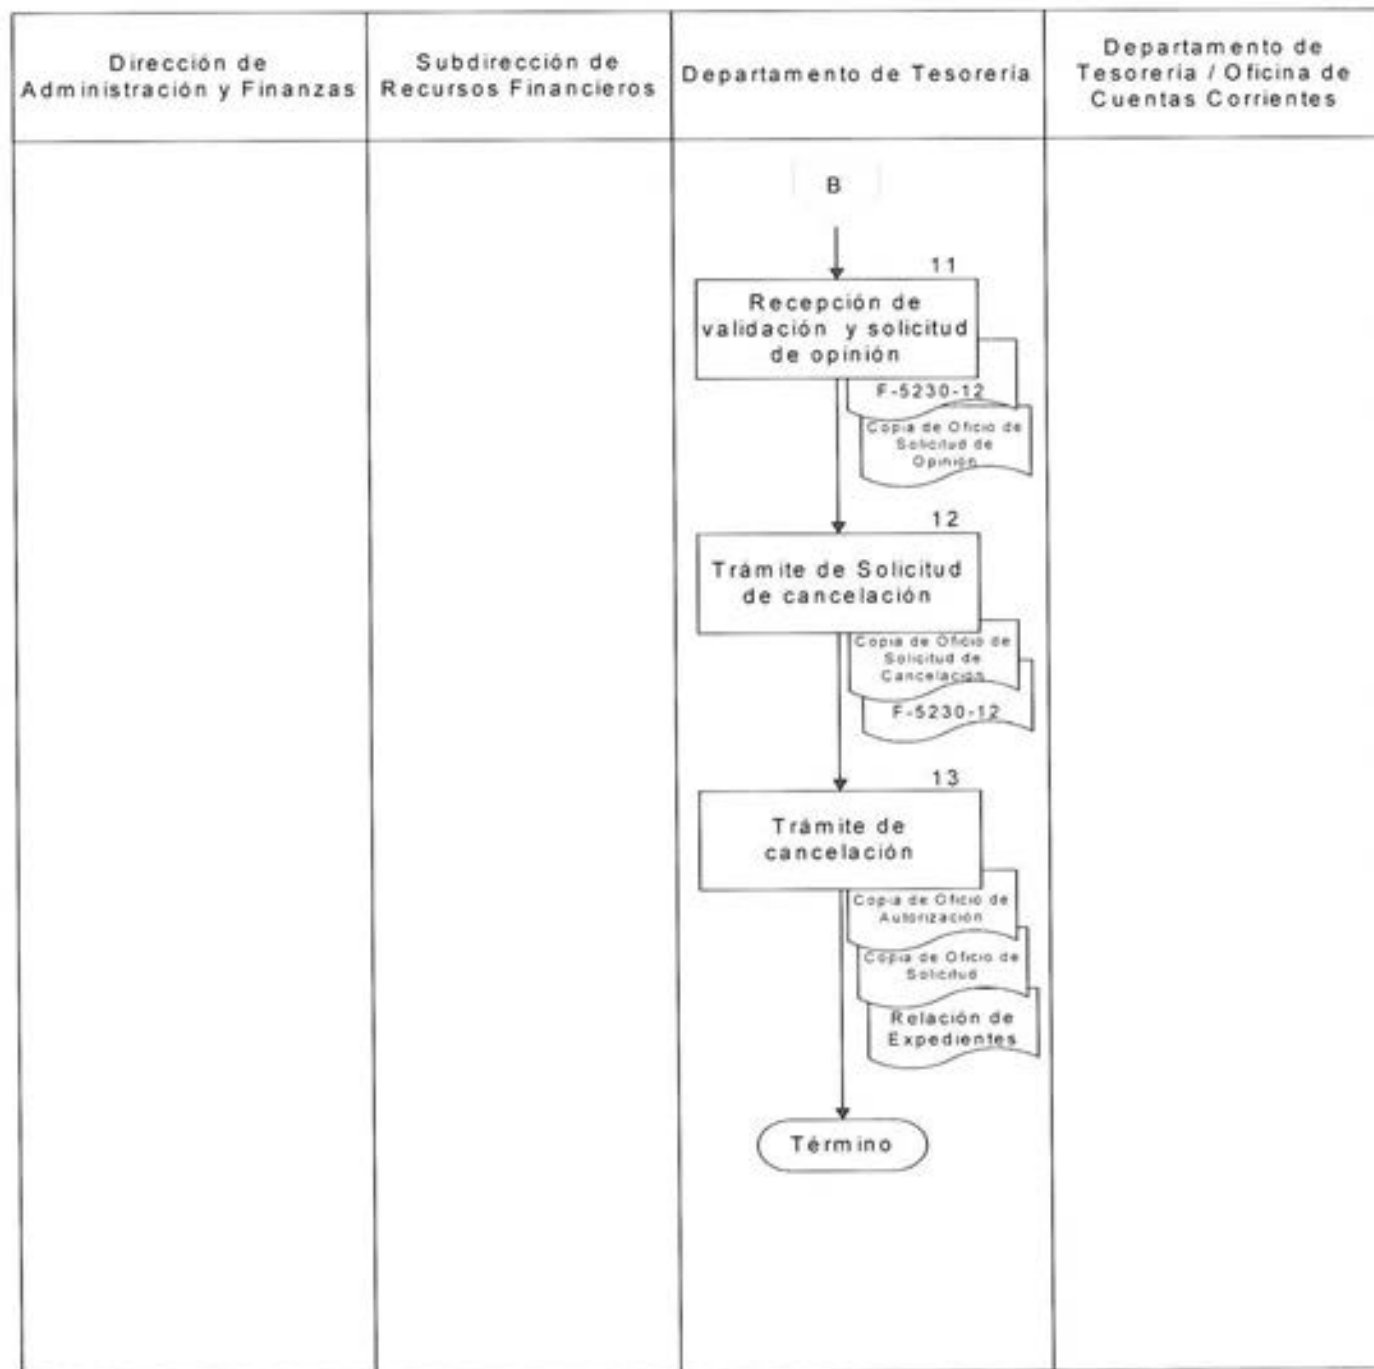 Dirección de
Administración y Finanzas
Subdirección de
Recursos Financieros
Departamento de Tesorería
Departamento de
Tesorería / Oficina de
Cuentas Corrientes
B
11
Recepción de
validación y solicitud
de opinión
F-5230-12
Copia de Oficio de
Solicitud de
Opinión
12
Trámite de Solicitud
de cancelación
Copia de Oficio de
Solicitud de
Cancelación
F-5230-12
13
Trámite de
cancelación
Copia de Oficio de
Autorización
Copia de Oficio de
Solicitud
Relación de
Expedientes
Término